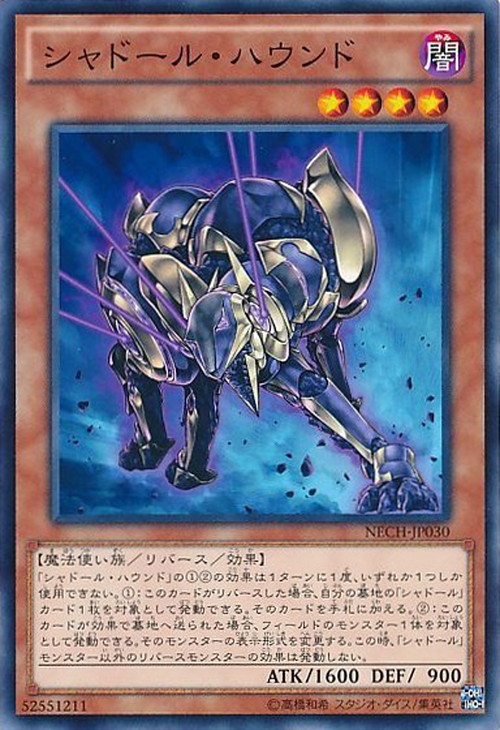 シャドール・ハウンド
闇
NECH-JP030
【魔法使い族／リバース／効果】
「シャドール・ハウンド」の①②の効果は1ターンに1度、いずれか1つしか
使用できない。①：このカードがリバースした場合、自分の墓地の「シャドール」
カード1枚を対象として発動できる。そのカードを手札に加える。②：この
カードが効果で墓地へ送られた場合、フィールドのモンスター1体を対象
として発動できる。そのモンスターの表示形式を変更する。この時、「シャドール」
モンスター以外のリバースモンスターの効果は発動しない。
ATK/1600 DEF/ 900
52551211
©高橋和希 スタジオ・ダイス/集英社